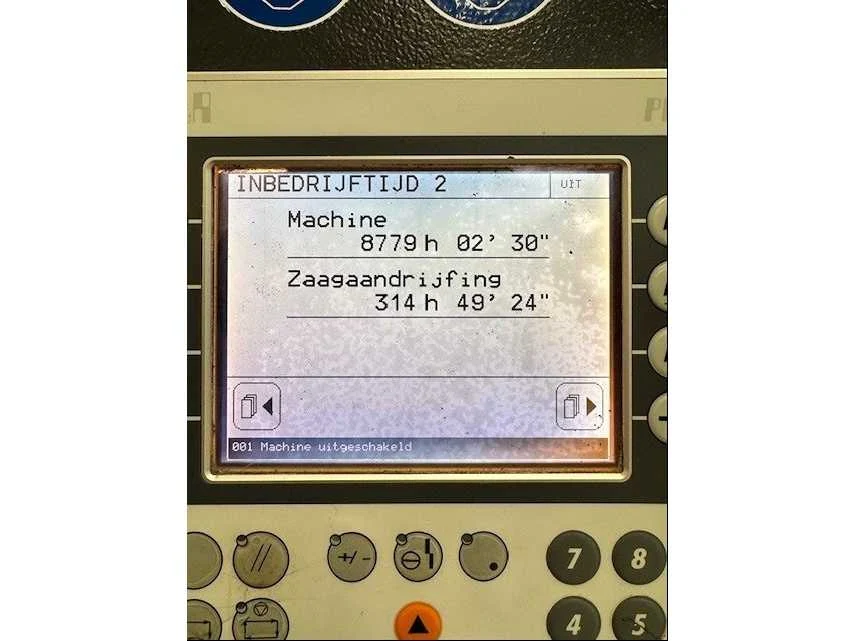 INBEDRIJFTIJD 2 UIT
Machine
8779 h 02' 30"
Zaagaandrijfing
314 h 49' 24"
001 Machine uitgeschakeld
// +/- .
7 8
4 5